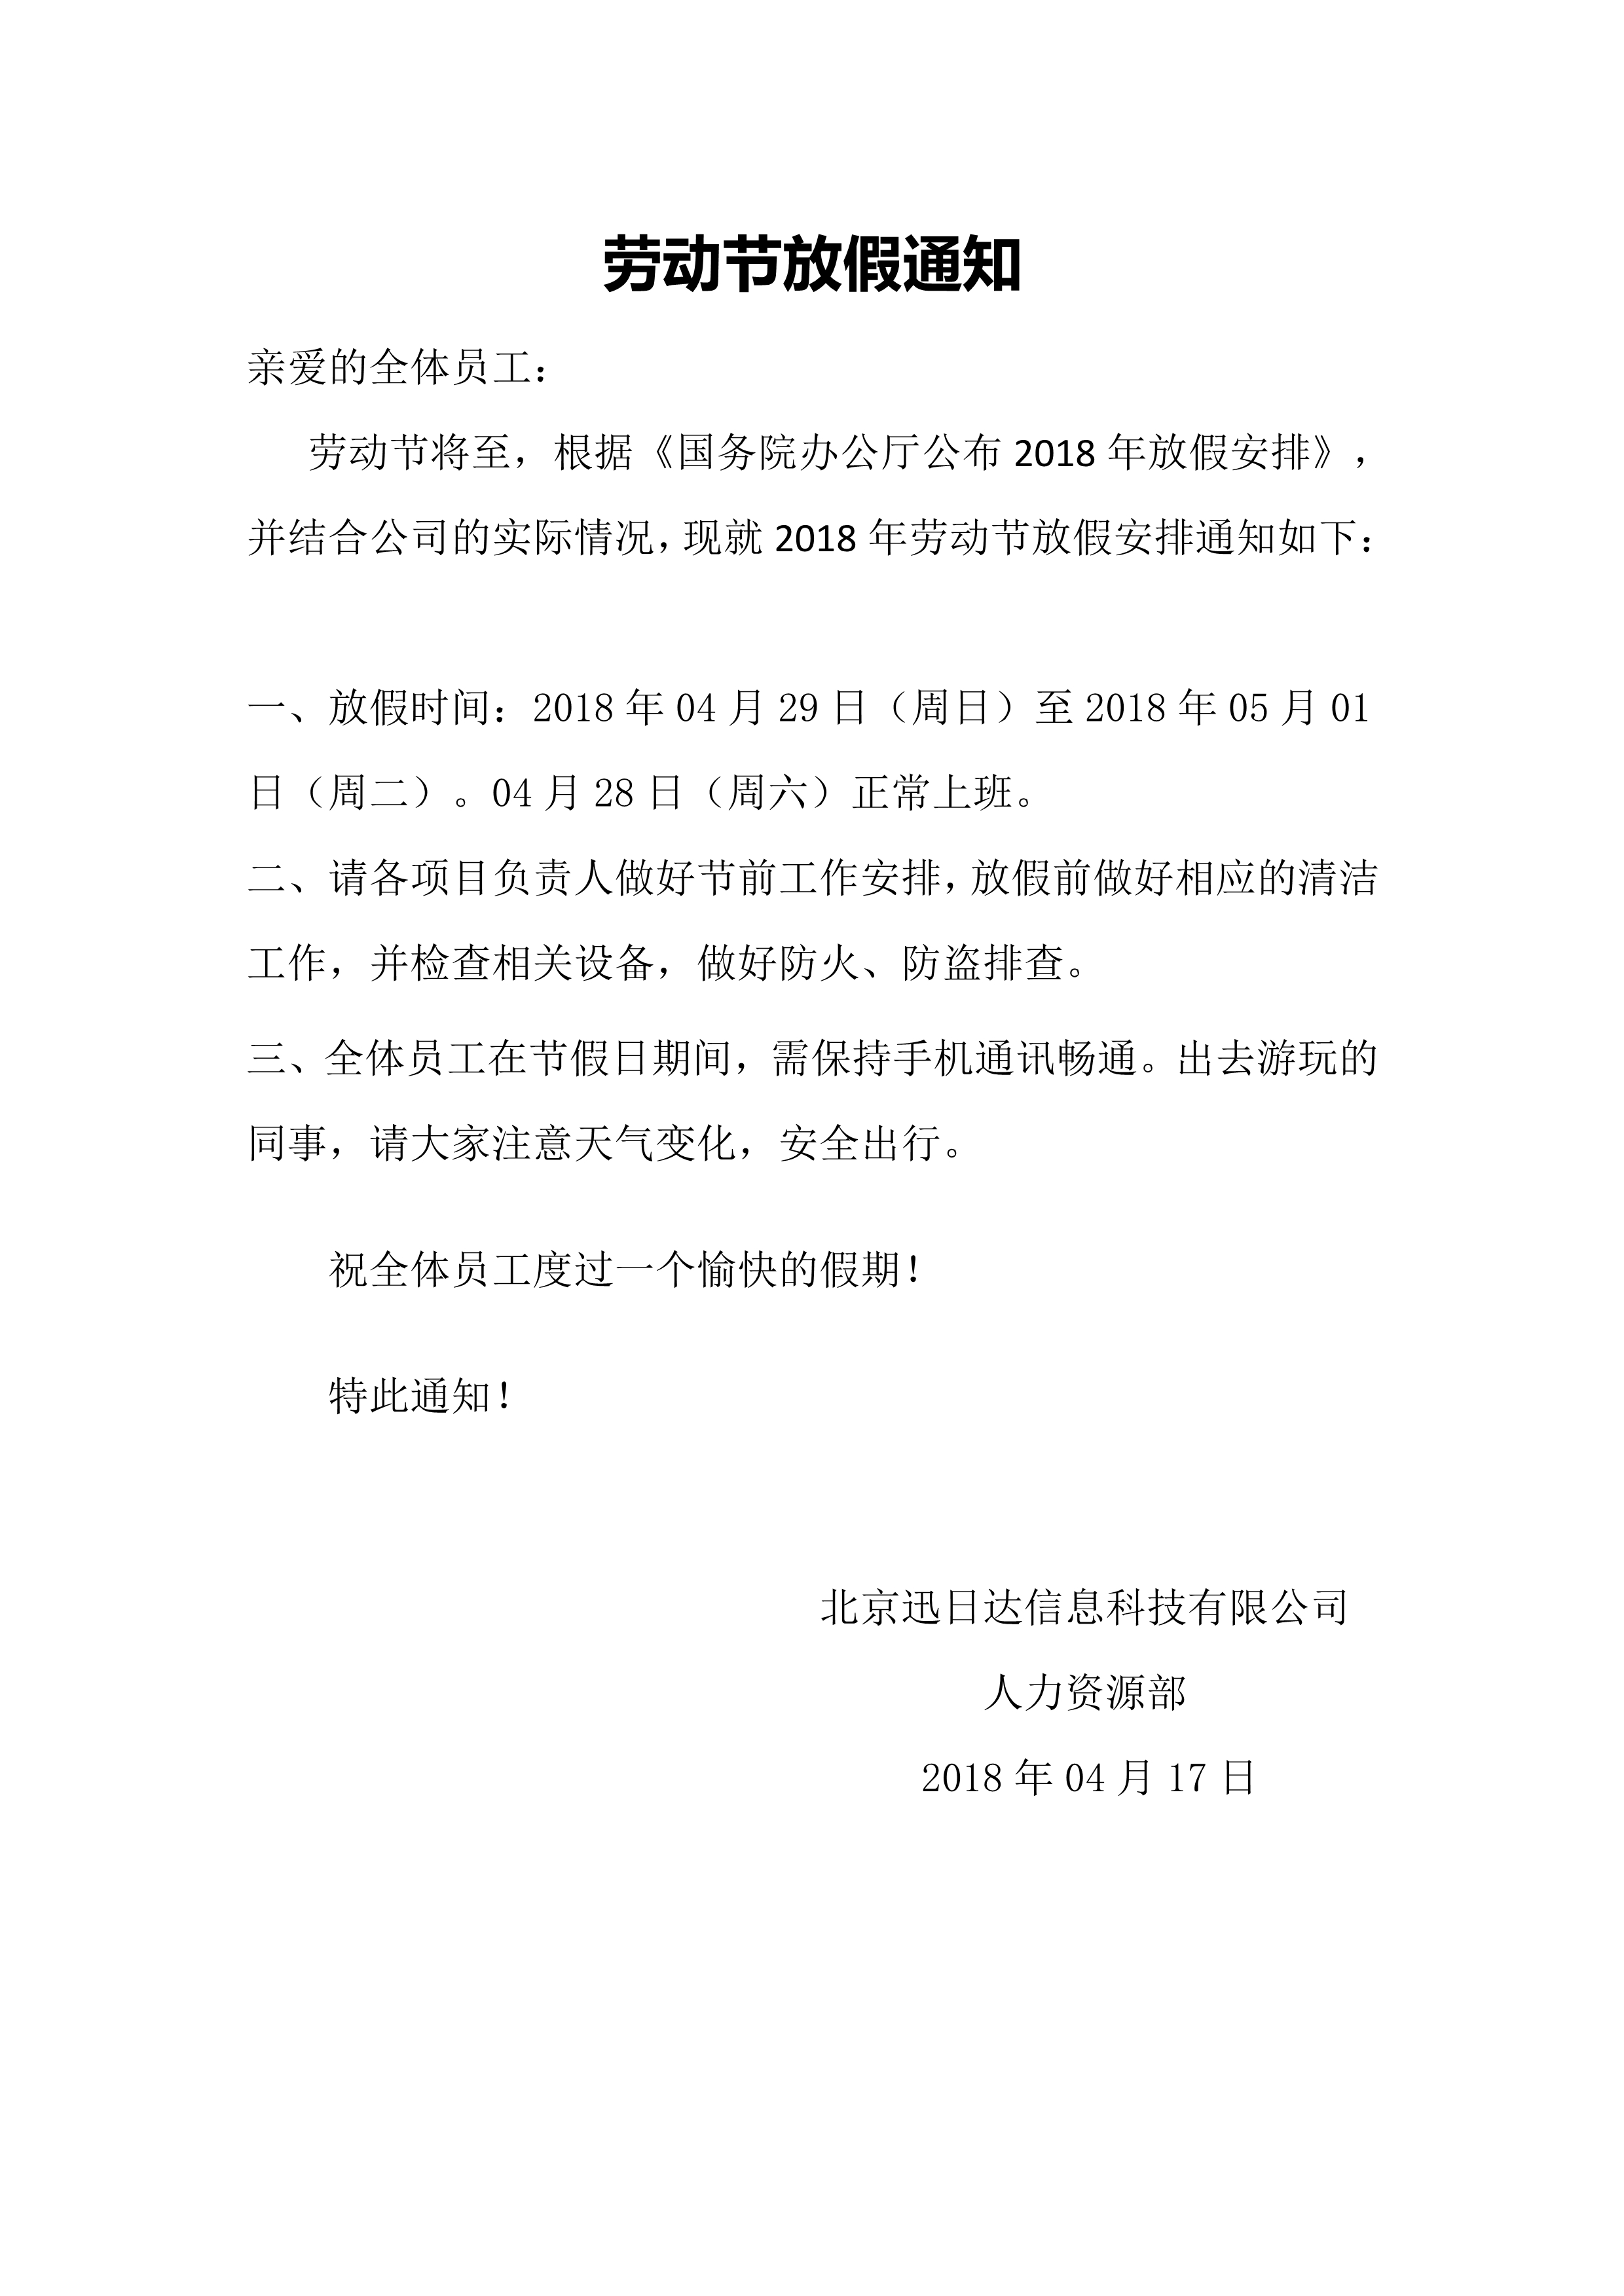 劳动节放假通知
亲爱的全体员工：
劳动节将至，根据《国务院办公厅公布 2018 年放假安排》，
并结合公司的实际情况，现就 2018 年劳动节放假安排通知如下：
一、放假时间：2018 年 04 月 29 日（周日）至 2018 年 05 月 01
日（周二）。04 月 28 日（周六）正常上班。
二、请各项目负责人做好节前工作安排，放假前做好相应的清洁
工作，并检查相关设备，做好防火、防盗排查。
三、全体员工在节假日期间，需保持手机通讯畅通。出去游玩的
同事，请大家注意天气变化，安全出行。
祝全体员工度过一个愉快的假期！
特此通知！
北京迅日达信息科技有限公司
人力资源部
2018 年 04 月 17 日